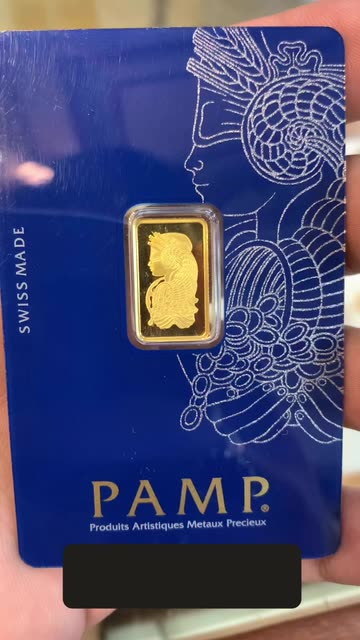 SWISS MADE
PAMP.
Produits Artistiques Metaux Precieux